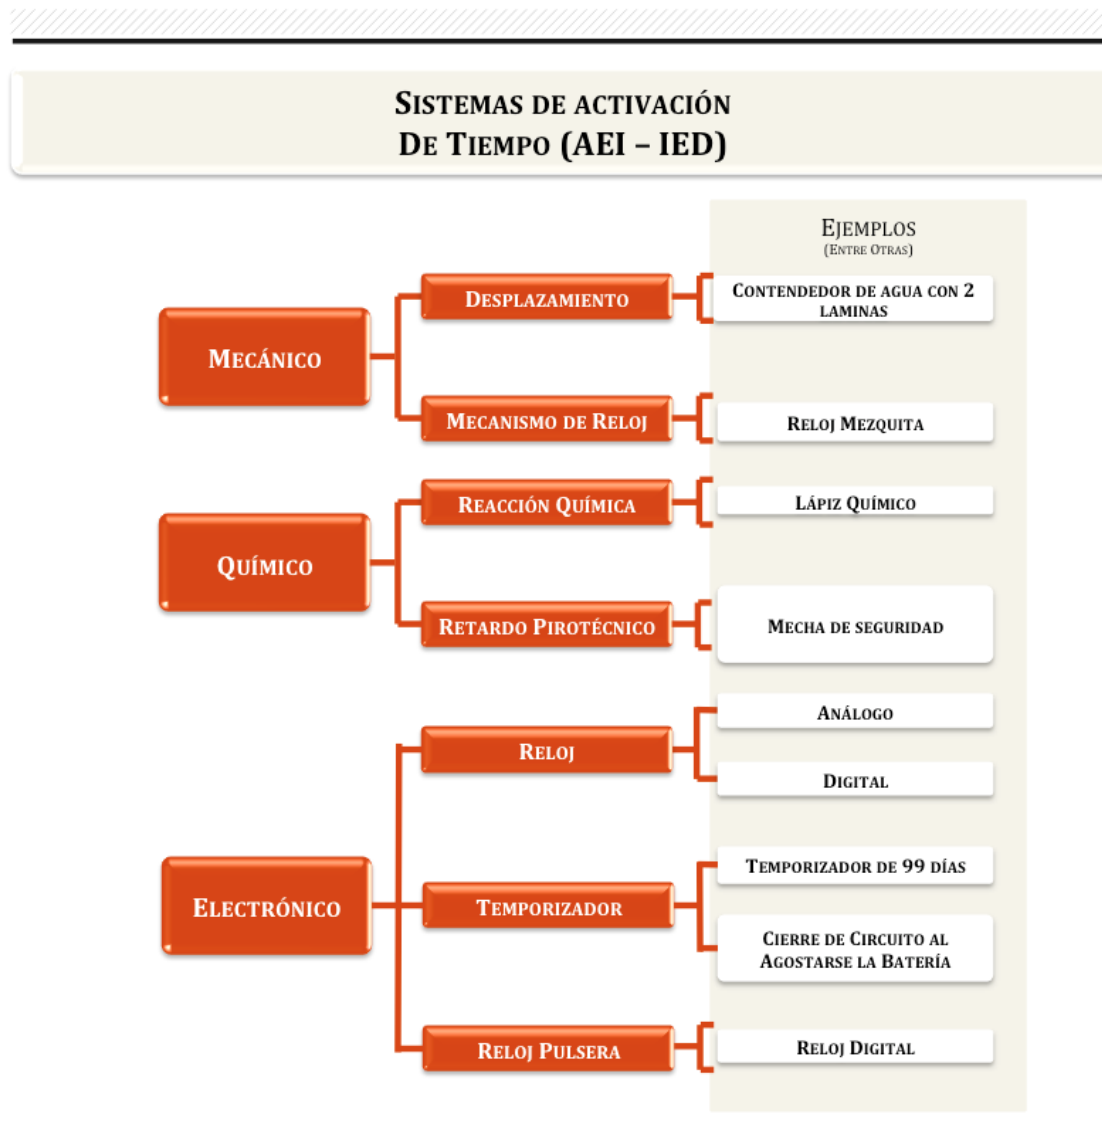 SISTEMAS DE ACTIVACIÓN
DE TIEMPO (AEI – IED)
EJEMPLOS
(ENTRE OTRAS)
MECÁNICO
DESPLAZAMIENTO
CONTENDEDOR DE AGUA CON 2
LAMINAS
MECANISMO DE RELOJ
RELOJ MEZQUITA
QUÍMICO
REACCIÓN QUÍMICA
LÁPIZ QUÍMICO
RETARDO PIROTÉCNICO
MECHA DE SEGURIDAD
ELECTRÓNICO
RELOJ
ANÁLOGO
DIGITAL
TEMPORIZADOR
TEMPORIZADOR DE 99 DÍAS
CIERRE DE CIRCUITO AL
AGOSTARSE LA BATERÍA
RELOJ PULSERA
RELOJ DIGITAL